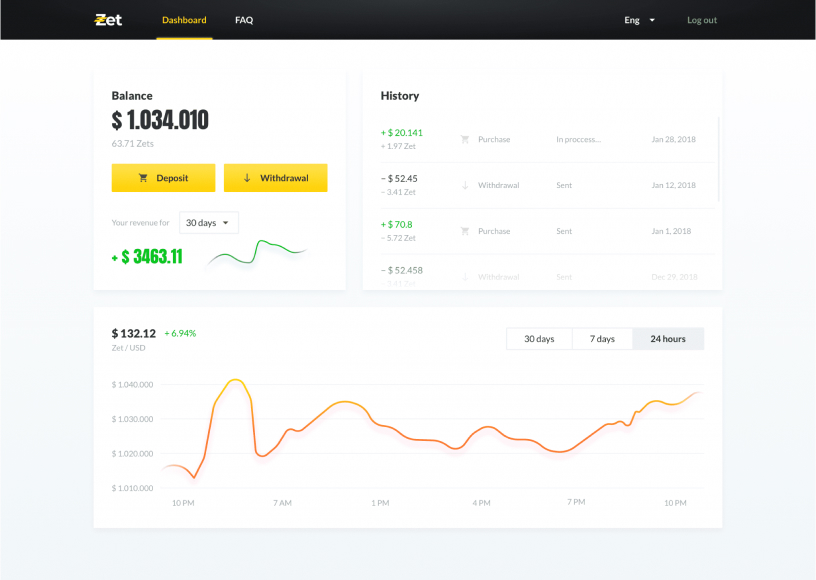 Zet Dashboard FAQ Eng Log out
Balance
$ 1.034.010
63.71 Zets
Deposit Withdrawal
Your revenue for 30 days
+ $ 3463.11
History
+ $ 20.141 Purchase In proccess... Jan 28, 2018
+ 1.97 Zet
– $ 52.45 Withdrawal Sent Jan 12, 2018
– 3.41 Zet
+ $ 70.8 Purchase Sent Jan 1, 2018
– 5.72 Zet
– $ 52.458 Withdrawal Sent Dec 29, 2018
– 3.41 Zet
$ 132.12 + 6.94%
Zet / USD
30 days 7 days 24 hours
$ 1.040.000
$ 1.030.000
$ 1.020.000
$ 1.010.000
10 PM 7 AM 1 PM 4 PM 7 PM 10 PM